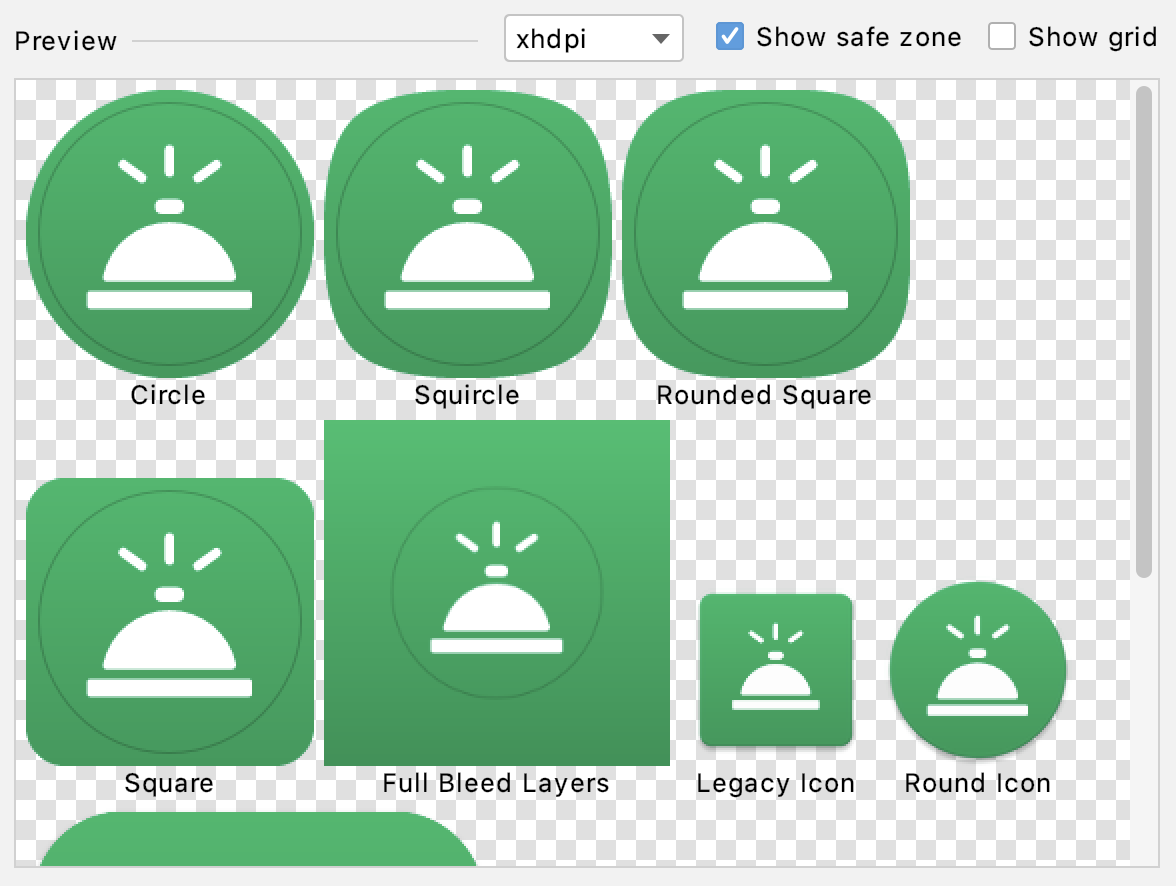 Preview xhdpi Show safe zone Show grid
Circle Squircle Rounded Square
Square Full Bleed Layers Legacy Icon Round Icon